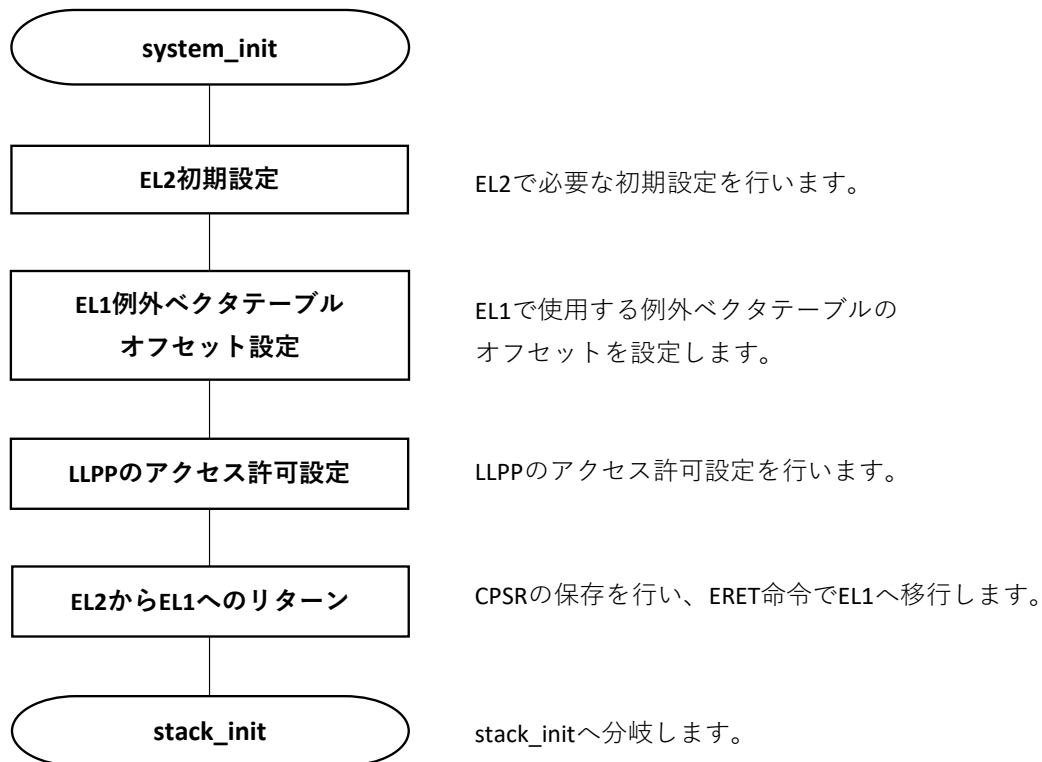 system_init
EL2初期設定
EL2で必要な初期設定を行います。
EL1例外ベクタテーブル
オフセット設定
EL1で使用する例外ベクタテーブルの
オフセットを設定します。
LLPPのアクセス許可設定
LLPPのアクセス許可設定を行います。
EL2からEL1へのリターン
CPSRの保存を行い、ERET命令でEL1へ移行します。
stack_init
stack_initへ分岐します。